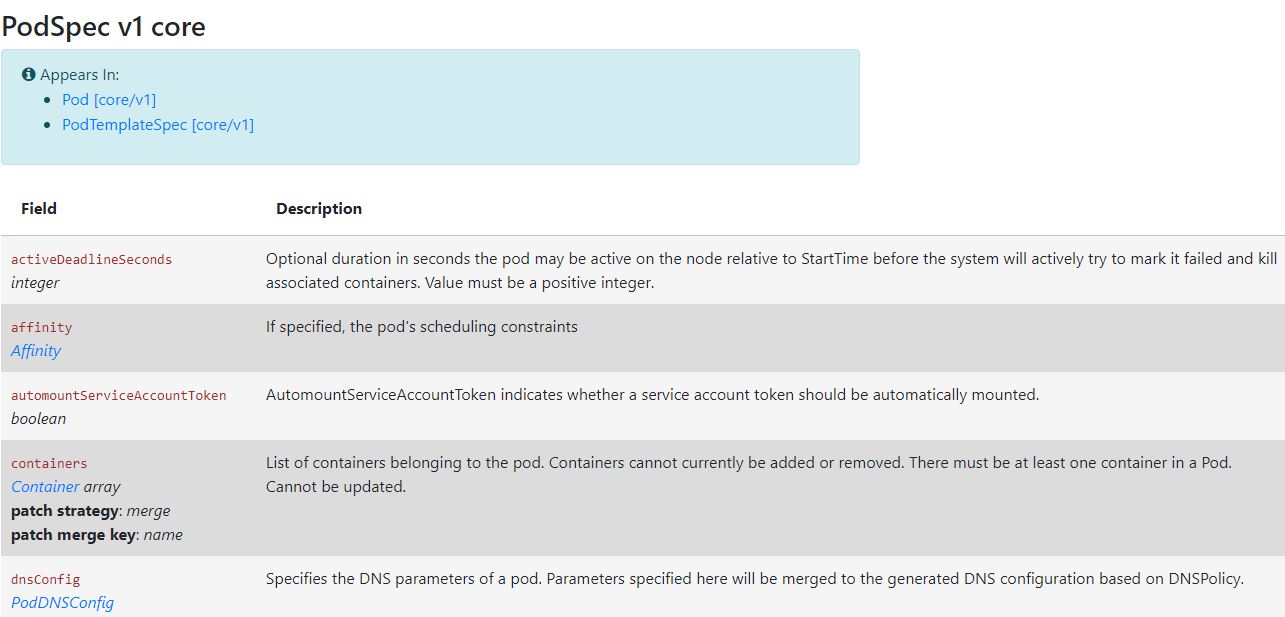 PodSpec v1 core
Appears In:
Pod [core/v1]
PodTemplateSpec [core/v1]
Field Description
activeDeadlineSeconds
integer
Optional duration in seconds the pod may be active on the node relative to StartTime before the system will actively try to mark it failed and kill
associated containers. Value must be a positive integer.
affinity
Affinity
If specified, the pod's scheduling constraints
automountServiceAccountToken
boolean
AutomountServiceAccountToken indicates whether a service account token should be automatically mounted.
containers
Container array
patch strategy: merge
patch merge key: name
List of containers belonging to the pod. Containers cannot currently be added or removed. There must be at least one container in a Pod.
Cannot be updated.
dnsConfig
PodDNSConfig
Specifies the DNS parameters of a pod. Parameters specified here will be merged to the generated DNS configuration based on DNSPolicy.